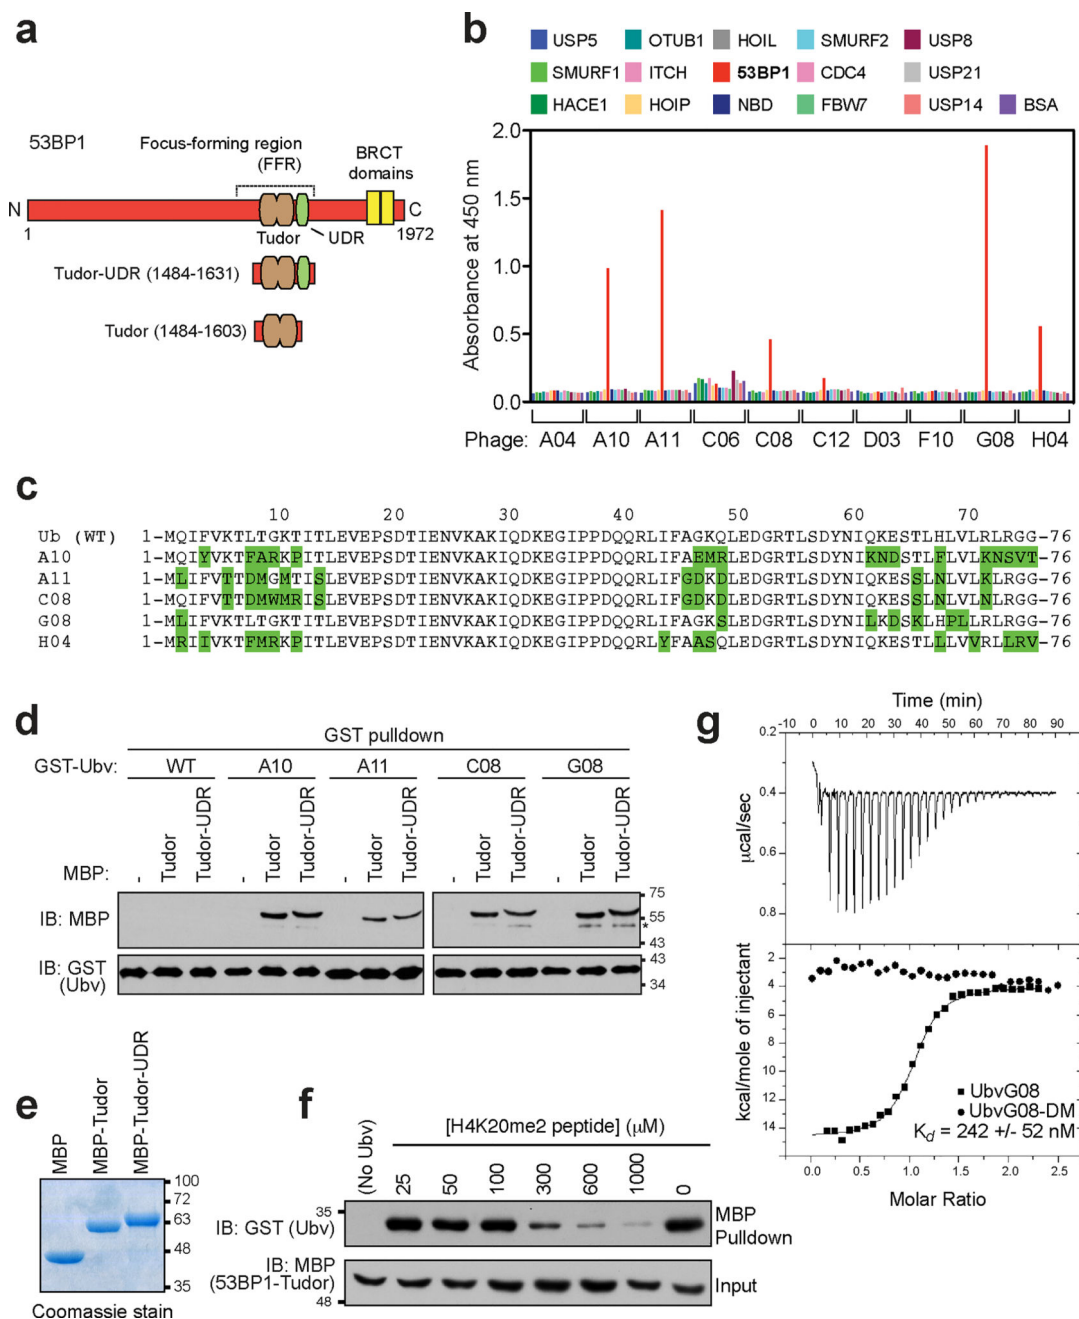 a
53BP1
Focus-forming region
(FFR)
BRCT
domains
N
C
1
1972
Tudor
UDR
Tudor-UDR (1484-1631)
Tudor (1484-1603)
b
USP5
OTUB1
HOIL
SMURF2
USP8
SMURF1
ITCH
53BP1
CDC4
USP21
HACE1
HOIP
NBD
FBW7
USP14
BSA
Absorbance at 450 nm
2.0
1.5
1.0
0.5
0.0
Phage: A04 A10 A11 C06 C08 C12 D03 F10 G08 H04
c
10 20 30 40 50 60 70
Ub (WT) 1-MQIFVKTLTGKTITLEVEPSDTIENVKAKIQDKEGIPPDQQRLIFAGKQLEDGRTLSDYNIQKESTLHLVLRLRGG-76
A10 1-MQIYVKTFARKPITLEVEPSDTIENVKAKIQDKEGIPPDQQRLIFAEMRLEDGRTLSDYNIKNDSTLFLVLKNSVT-76
A11 1-MLIFVTTDMGMTISLEVEPSDTIENVKAKIQDKEGIPPDQQRLIFGDKDLEDGRTLSDYNIQKESSLNLVLKLRGG-76
C08 1-MQIFVTTDMWMRISLEVEPSDTIENVKAKIQDKEGIPPDQQRLIFGDKDLEDGRTLSDYNIQKESSLNLVLKLRGG-76
G08 1-MLIFVKTLTGKTITLEVEPSDTIENVKAKIQDKEGIPPDQQRLIFAGKSLEDGRTLSDYNILKDSKLHPLLRLRGG-76
H04 1-MRIIVKTFMRKPITLEVEPSDTIENVKAKIQDKEGIPPDQQRLYFAASQLEDGRTLSDYNIQKESTLLLVVRLLRV-76
d
GST pulldown
GST-Ubv: WT A10 A11 C08 G08
MBP: - Tudor Tudor-UDR - Tudor Tudor-UDR - Tudor Tudor-UDR - Tudor Tudor-UDR - Tudor Tudor-UDR
IB: MBP
75
55
*
43
IB: GST
(Ubv)
43
34
e
MBP
MBP-Tudor
MBP-Tudor-UDR
100
72
63
48
35
Coomassie stain
f
[H4K20me2 peptide] (μM)
(No Ubv) 25 50 100 300 600 1000 0
35
IB: GST (Ubv)
MBP
Pulldown
IB: MBP
(53BP1-Tudor)
Input
48
g
Time (min)
-10 0 10 20 30 40 50 60 70 80 90
0.2
0.4
0.6
0.8
μcal/sec
2
4
6
8
10
12
14
kcal/mole of injectant
UbvG08
UbvG08-DM
Kd = 242 +/- 52 nM
0.0 0.5 1.0 1.5 2.0 2.5
Molar Ratio